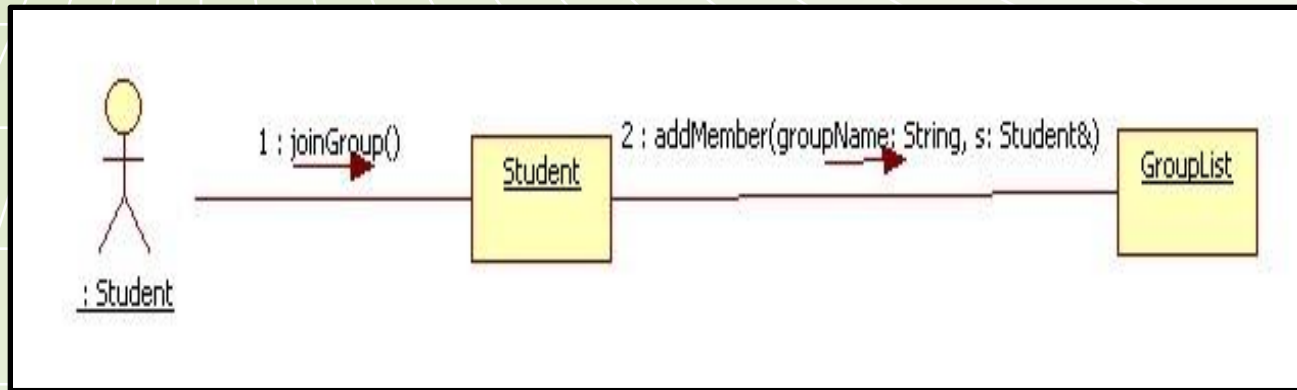 1 : joinGroup()
2 : addMember(groupName: String, s: Student&)
Student
GroupList
: Student